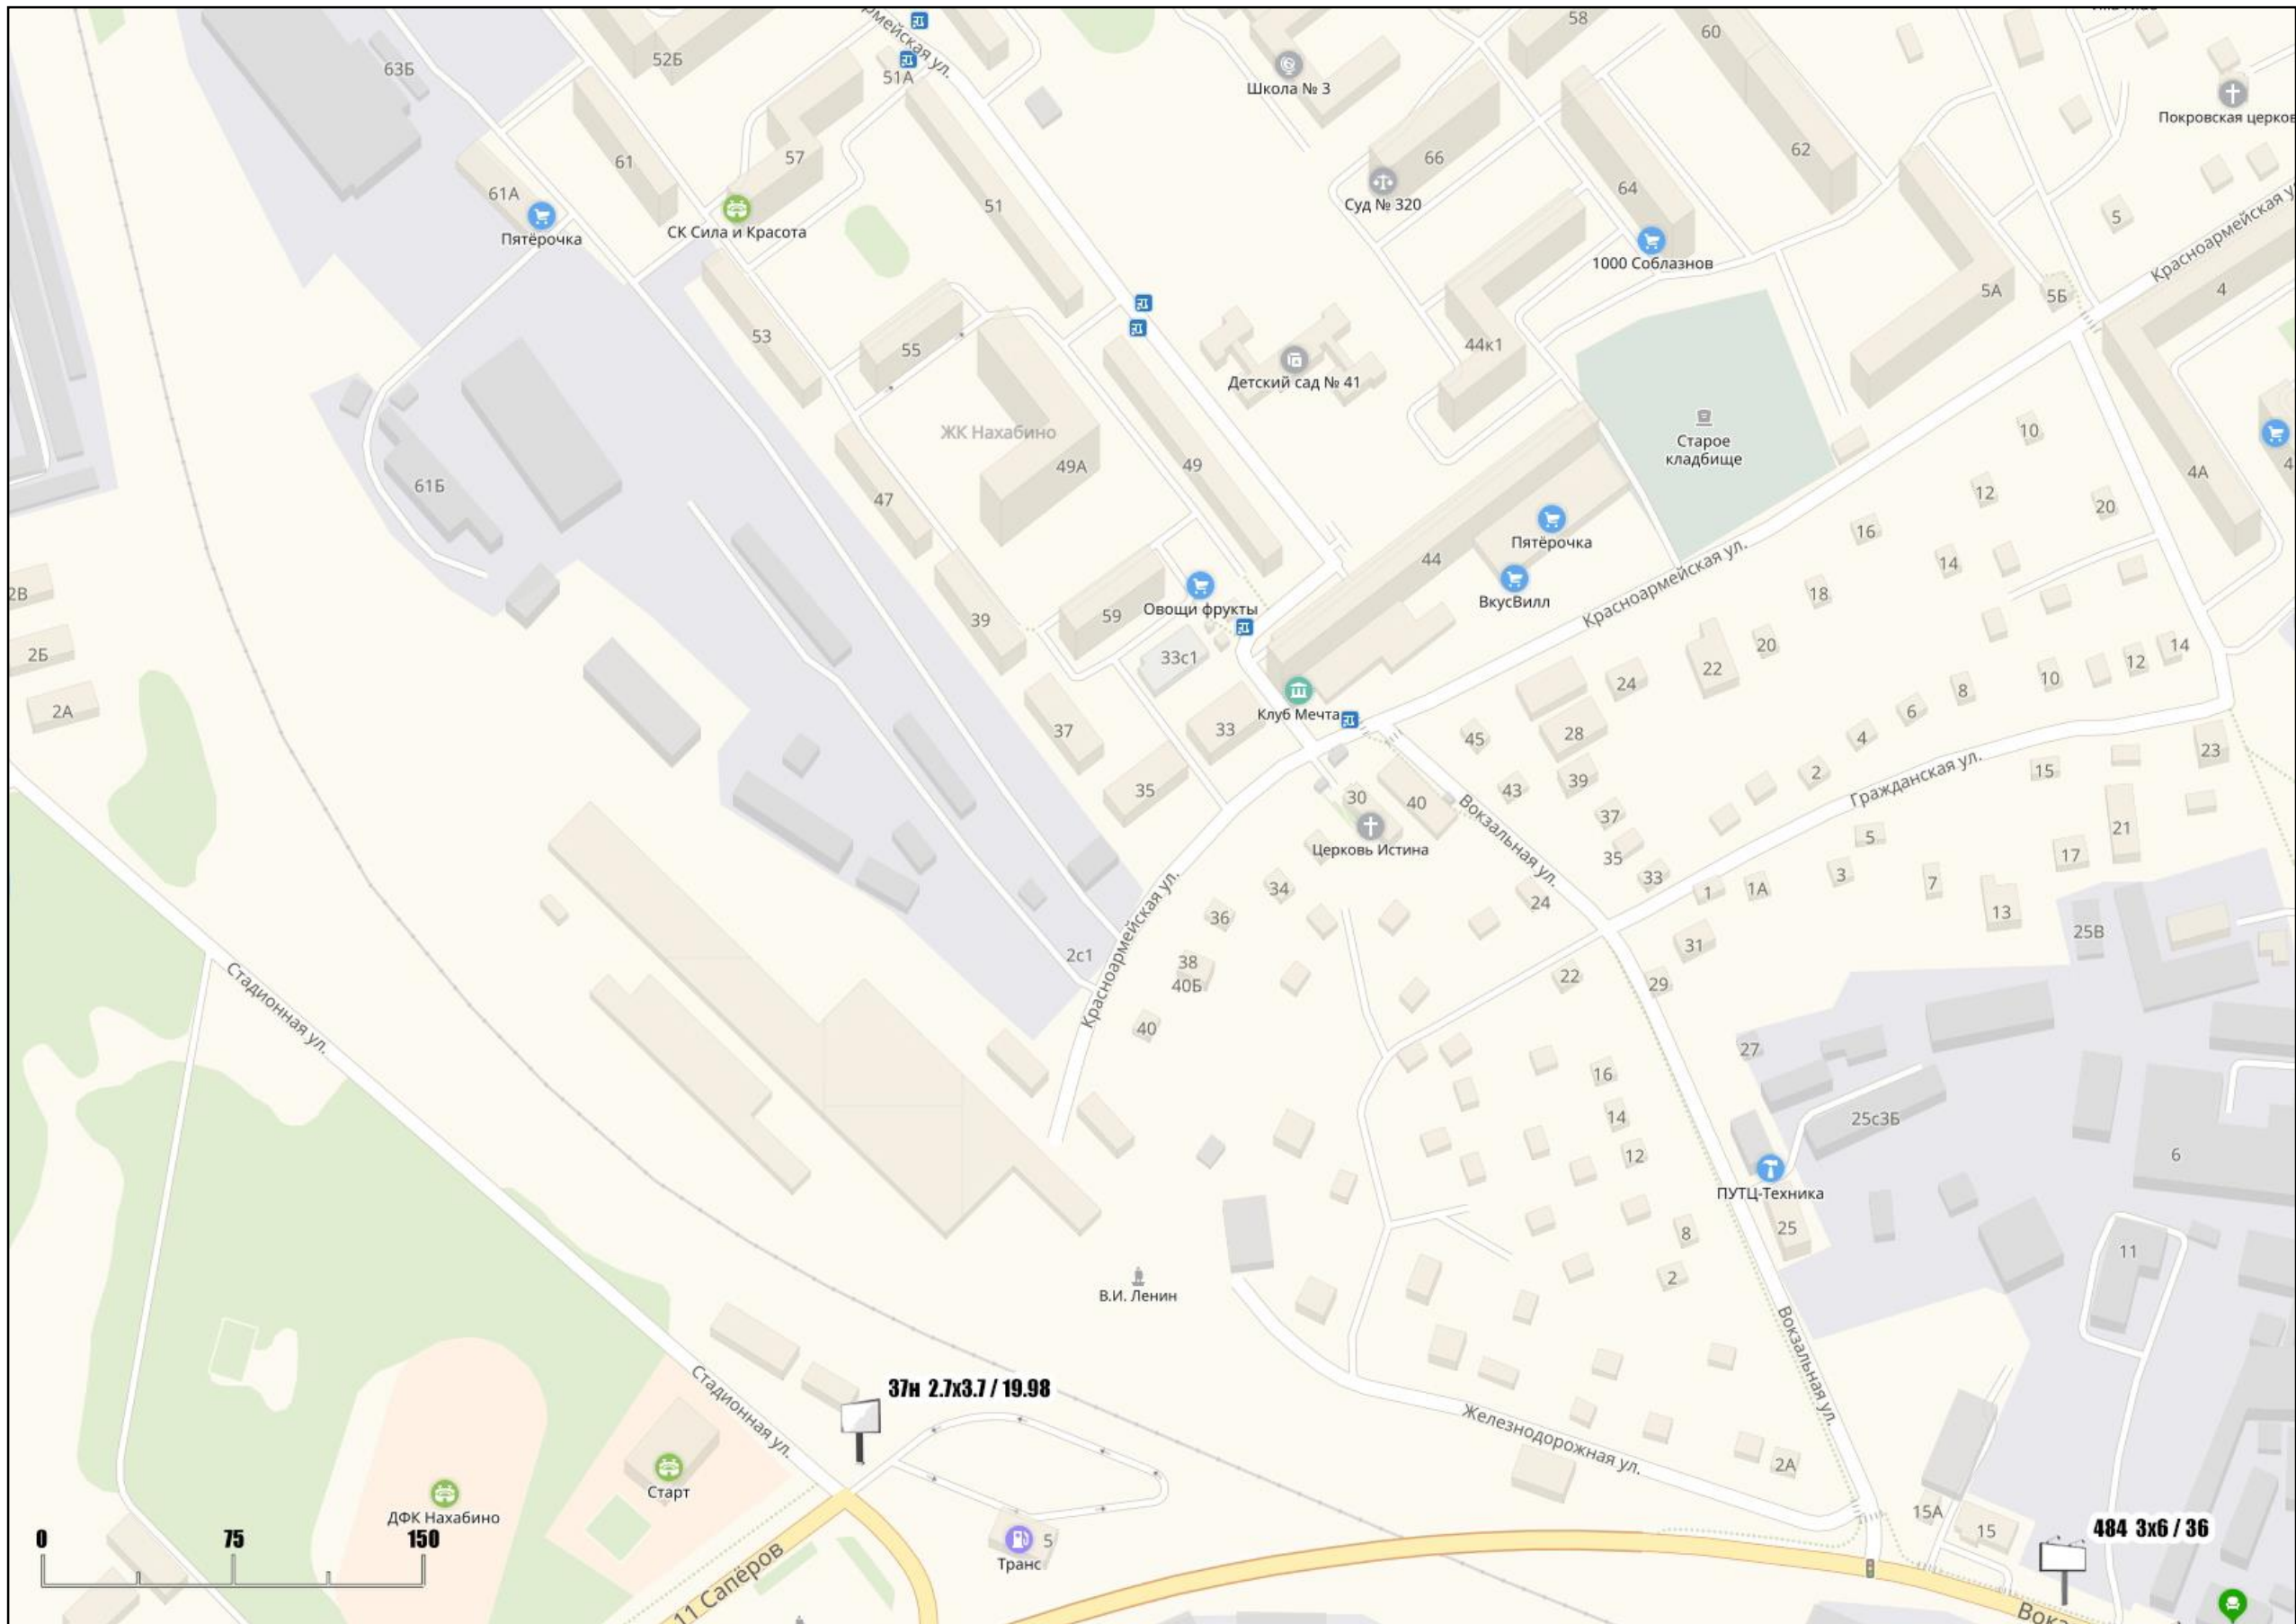 рмейская ул.
63Б
52Б
51А
58
60
Школа № 3
Покровская церков
61
57
66
62
61А
64
51
Суд № 320
5
Пятёрочка
СК Сила и Красота
Красноармейская у
1000 Соблазнов
5А
5Б
4
53
55
44к1
Детский сад № 41
ЖК Нахабино
Старое
кладбище
10
49А
49
4А
4
61Б
47
12
20
Пятёрочка
16
44
14
2В
Красноармейская ул.
18
ВкусВилл
Овощи фрукты
59
39
20
14
2Б
33с1
12
22
10
24
8
2А
6
Клуб Мечта
37
33
28
45
4
23
2
15
Гражданская ул.
35
43
39
30
40
Вокзальная ул.
37
21
5
Церковь Истина
35
17
33
3
34
1
1А
7
24
13
36
25В
31
2с1
38
40Б
22
29
Красноармейская ул.
Стадионная ул.
40
27
16
14
25с3Б
12
6
ПУТЦ-Техника
8
25
11
2
В.И. Ленин
Вокзальная ул.
37н 2.7x3.7 / 19.98
Стадионная ул.
Железнодорожная ул.
2А
Старт
ДФК Нахабино
15А
15
484 3x6 / 36
0
75
150
5
Транс
11 Сапёров
Вокз